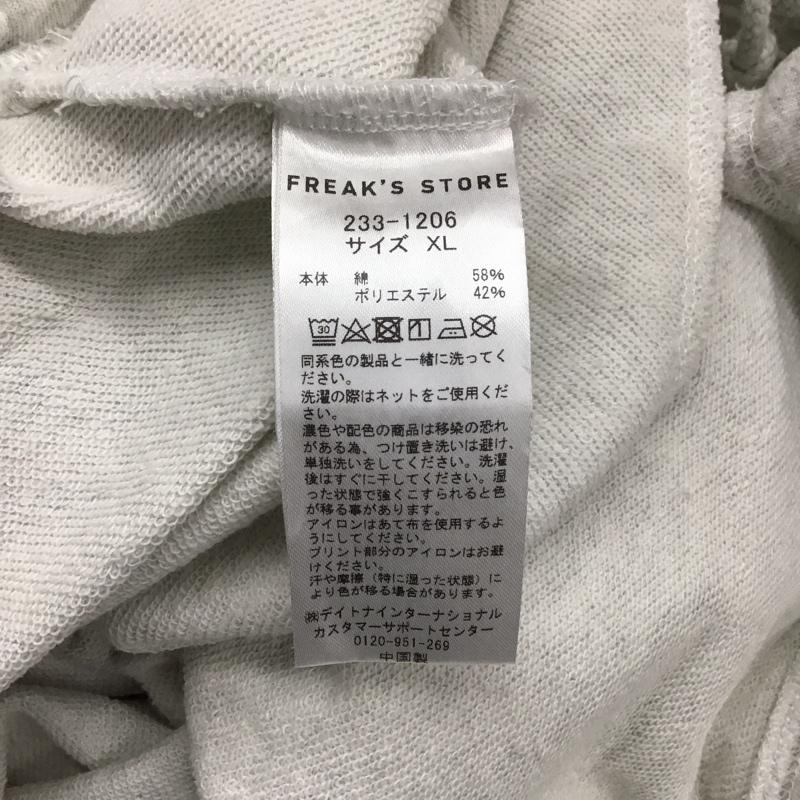 FREAK'S STORE
233-1206
サイズ XL
本体 綿 58%
ポリエステル 42%
30
同系色の製品と一緒に洗ってく
ださい。
洗濯の際はネットをご使用くだ
さい。
濃色や配色の商品は移染の恐れ
がある為、つけ置き洗いは避け、
単独洗いをしてください。洗濯
後はすぐに干してください。湿
った状態で強くこすられると色
が移る事があります。
アイロンはあて布を使用するよ
うにしてください。
プリント部分のアイロンはお避
けください。
汗や摩擦（特に湿った状態）に
より色が移る場合があります。
㈱デイトナインターナショナル
カスタマーサポートセンター
0120-951-269
中国製